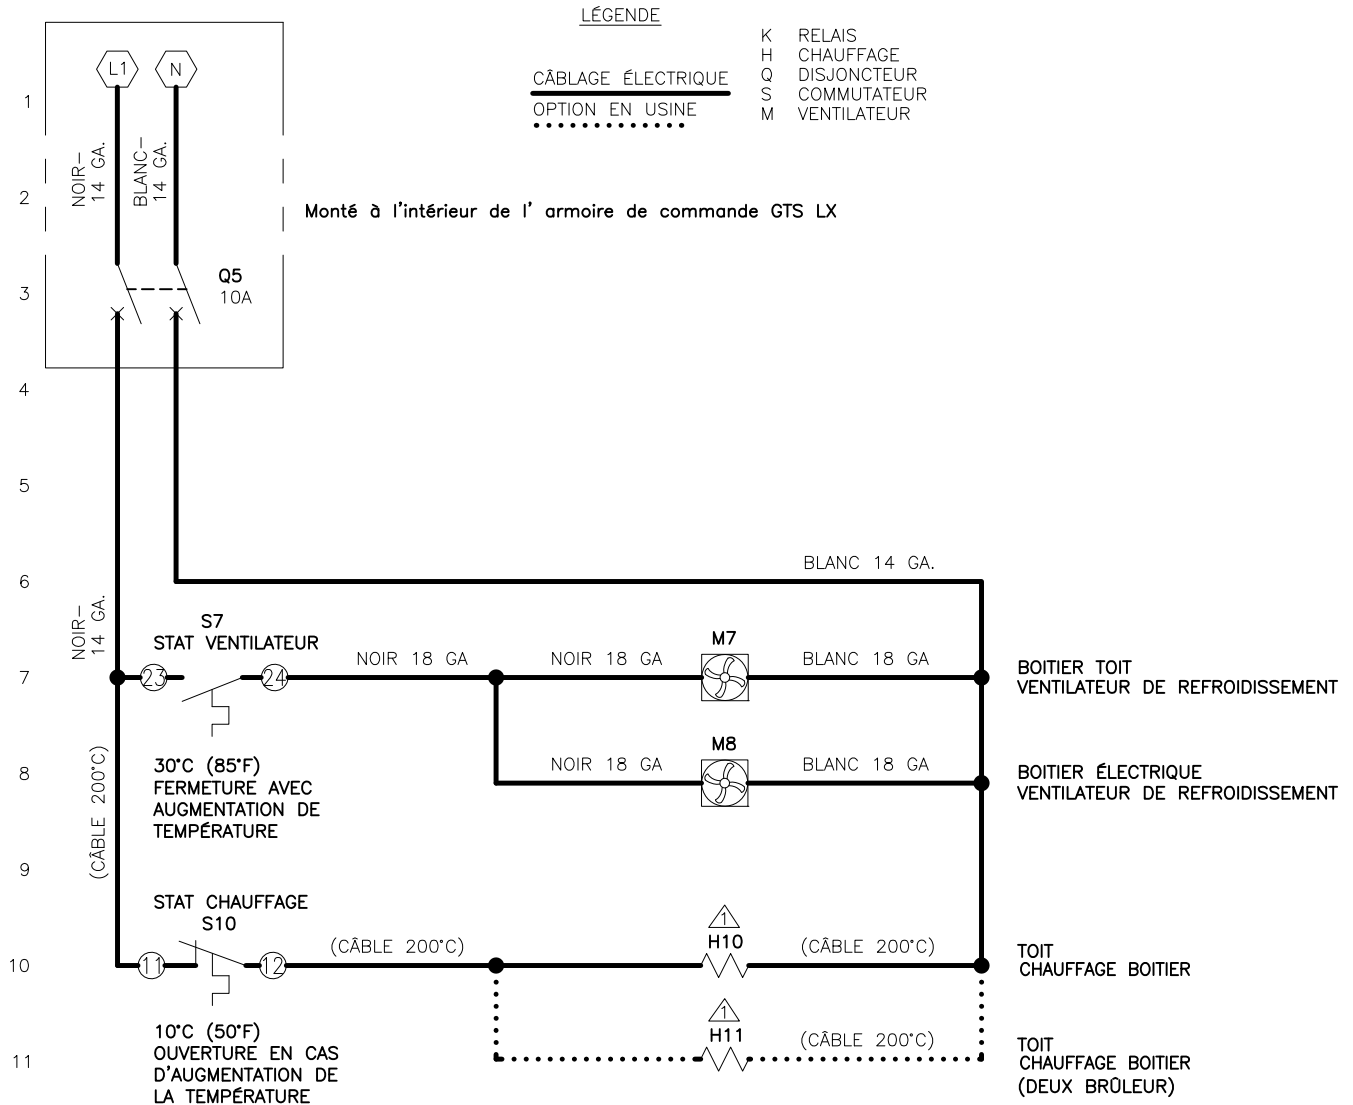 LÉGENDE
CÂBLAGE ÉLECTRIQUE
OPTION EN USINE
K RELAIS
H CHAUFFAGE
Q DISJONCTEUR
S COMMUTATEUR
M VENTILATEUR
L1
N
1
NOIR–
14 GA.
BLANC–
14 GA.
2
Monté à l'intérieur de l' armoire de commande GTS LX
Q5
10A
3
4
5
6
BLANC 14 GA.
NOIR–
14 GA.
S7
STAT VENTILATEUR
7
23
24
NOIR 18 GA
NOIR 18 GA
M7
BLANC 18 GA
BOITIER TOIT
VENTILATEUR DE REFROIDISSEMENT
8
(CÂBLE 200°C)
30°C (85°F)
FERMETURE AVEC
AUGMENTATION DE
TEMPÉRATURE
NOIR 18 GA
M8
BLANC 18 GA
BOITIER ÉLECTRIQUE
VENTILATEUR DE REFROIDISSEMENT
9
STAT CHAUFFAGE
S10
10
11
12
(CÂBLE 200°C)
1
H10
(CÂBLE 200°C)
TOIT
CHAUFFAGE BOITIER
11
10°C (50°F)
OUVERTURE EN CAS
D'AUGMENTATION DE
LA TEMPÉRATURE
1
H11
(CÂBLE 200°C)
TOIT
CHAUFFAGE BOITIER
(DEUX BRÛLEUR)